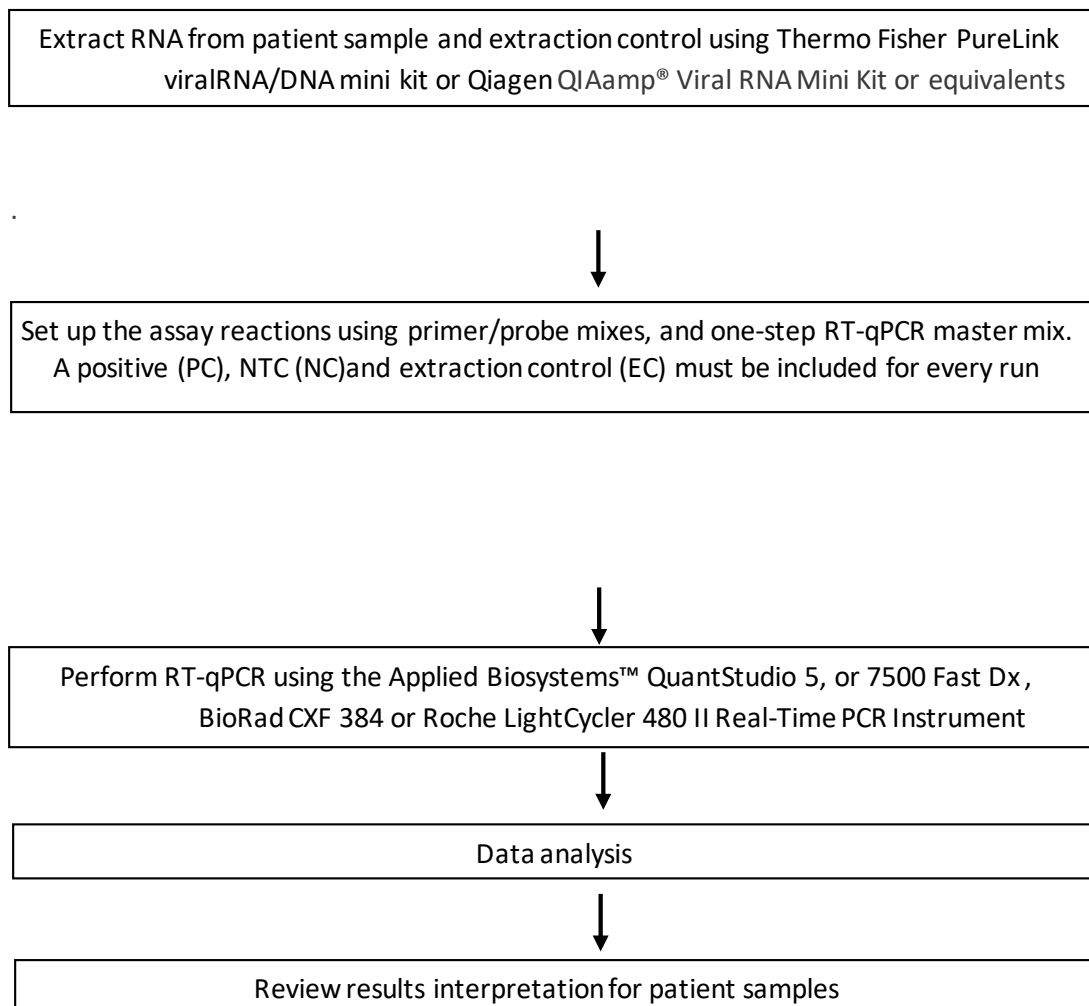 Extract RNA from patient sample and extraction control using Thermo Fisher PureLink
viralRNA/DNA mini kit or Qiagen QIAamp® Viral RNA Mini Kit or equivalents
.
Set up the assay reactions using primer/probe mixes, and one-step RT-qPCR master mix.
A positive (PC), NTC (NC)and extraction control (EC) must be included for every run
Perform RT-qPCR using the Applied Biosystems™ QuantStudio 5, or 7500 Fast Dx ,
BioRad CXF 384 or Roche LightCycler 480 II Real-Time PCR Instrument
Data analysis
Review results interpretation for patient samples